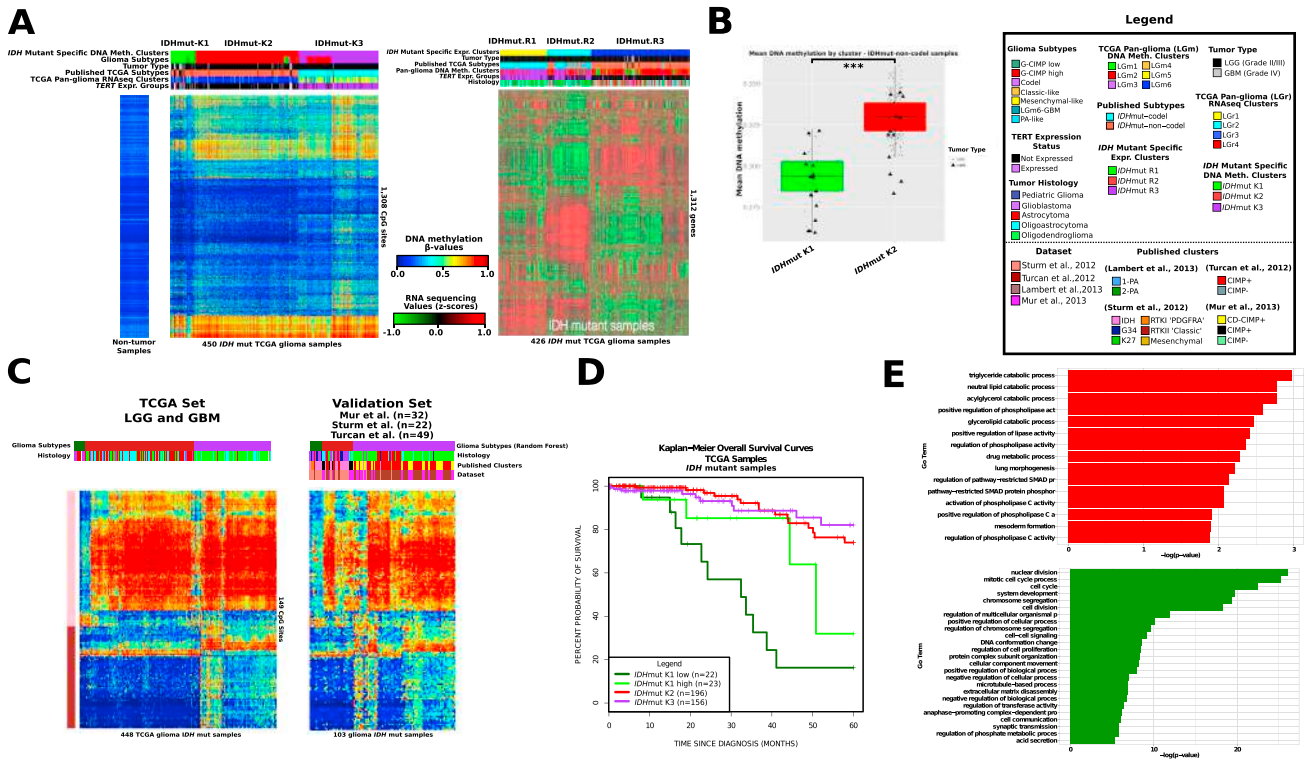 A
IDHmut-K1 IDHmut-K2 IDHmut-K3
IDH Mutant Specific DNA Meth. Clusters
Glioma Subtypes
Tumor Type
Published TCGA Subtypes
TCGA Pan-glioma RNAseq Clusters
TERT Expr. Groups
Non-tumor
Samples
450 IDH mut TCGA glioma samples
1,308 CpG sites
DNA methylation
β-values
0.0 0.5 1.0
RNA sequencing
Values (z-scores)
-1.0 0 1.0
IDHmut.R1 IDHmut.R2 IDHmut.R3
IDH Mutant Specific Expr. Clusters
Tumor Type
Published TCGA Subtypes
Pan-glioma DNA Meth. Clusters
TERT Expr. Groups
Histology
IDH mutant samples
1,312 genes
426 IDH mut TCGA glioma samples
B
Mean DNA methylation by cluster - IDHmut-non-codel samples
***
Mean DNA methylation
IDHmut K1
IDHmut K2
Tumor Type
Legend
Glioma Subtypes
G-CIMP low
G-CIMP high
Codel
Classic-like
Mesenchymal-like
LGm6-GBM
PA-like
TERT Expression
Status
Not Expressed
Expressed
Tumor Histology
Pediatric Glioma
Glioblastoma
Astrocytoma
Oligoastrocytoma
Oligodendroglioma
TCGA Pan-glioma (LGm)
DNA Meth. Clusters
LGm1 LGm4
LGm2 LGm5
LGm3 LGm6
Published Subtypes
IDHmut-codel
IDHmut-non-codel
IDH Mutant Specific
Expr. Clusters
IDHmut R1
IDHmut R2
IDHmut R3
Tumor Type
LGG (Grade II/III)
GBM (Grade IV)
TCGA Pan-glioma (LGr)
RNAseq Clusters
LGr1
LGr2
LGr3
LGr4
IDH Mutant Specific
DNA Meth. Clusters
IDHmut K1
IDHmut K2
IDHmut K3
Dataset
Sturm et al., 2012
Turcan et al.,2012
Lambert et al.,2013
Mur et al., 2013
Published clusters
(Lambert et al., 2013)
1-PA
2-PA
(Turcan et al., 2012)
CIMP+
CIMP-
(Sturm et al., 2012)
IDH RTKI 'PDGFRA'
G34 RTKII 'Classic'
K27 Mesenchymal
(Mur et al., 2013)
CD-CIMP+
CIMP+
CIMP-
C
TCGA Set
LGG and GBM
Glioma Subtypes
Histology
448 TCGA glioma IDH mut samples
149 CpG Sites
Validation Set
Mur et al. (n=32)
Sturm et al. (n=22)
Turcan et al. (n=49)
Glioma Subtypes (Random Forest)
Histology
Published Clusters
Dataset
103 glioma IDH mut samples
D
Kaplan-Meier Overall Survival Curves
TCGA Samples
IDH mutant samples
PERCENT PROBABILITY OF SURVIVAL
100
80
60
40
20
0
Legend
IDHmut K1 low (n=22)
IDHmut K1 high (n=23)
IDHmut K2 (n=196)
IDHmut K3 (n=156)
0 10 20 30 40 50 60
TIME SINCE DIAGNOSIS (MONTHS)
E
Go Term
triglyceride catabolic process
neutral lipid catabolic process
acylglycerol catabolic process
positive regulation of phospholipase act
glycerolipid catabolic process
positive regulation of lipase activity
regulation of phospholipase activity
drug metabolic process
lung morphogenesis
regulation of pathway-restricted SMAD pr
pathway-restricted SMAD protein phosphor
activation of phospholipase C activity
positive regulation of phospholipase C a
mesoderm formation
regulation of phospholipase C activity
0 1 2 3
-log(p-value)
Go Term
nuclear division
mitotic cell cycle process
cell cycle
system development
chromosome segregation
cell division
regulation of multicellular organismal p
positive regulation of cellular process
regulation of chromosome segregation
cell-cell signaling
DNA conformation change
regulation of cell proliferation
protein complex subunit organization
cellular component movement
positive regulation of biological proces
negative regulation of cellular process
microtubule-based process
extracellular matrix disassembly
negative regulation of biological proces
regulation of transferase activity
anaphase-promoting complex-dependent pro
cell communication
synaptic transmission
regulation of phosphate metabolic proces
acid secretion
0 10 20
-log(p-value)